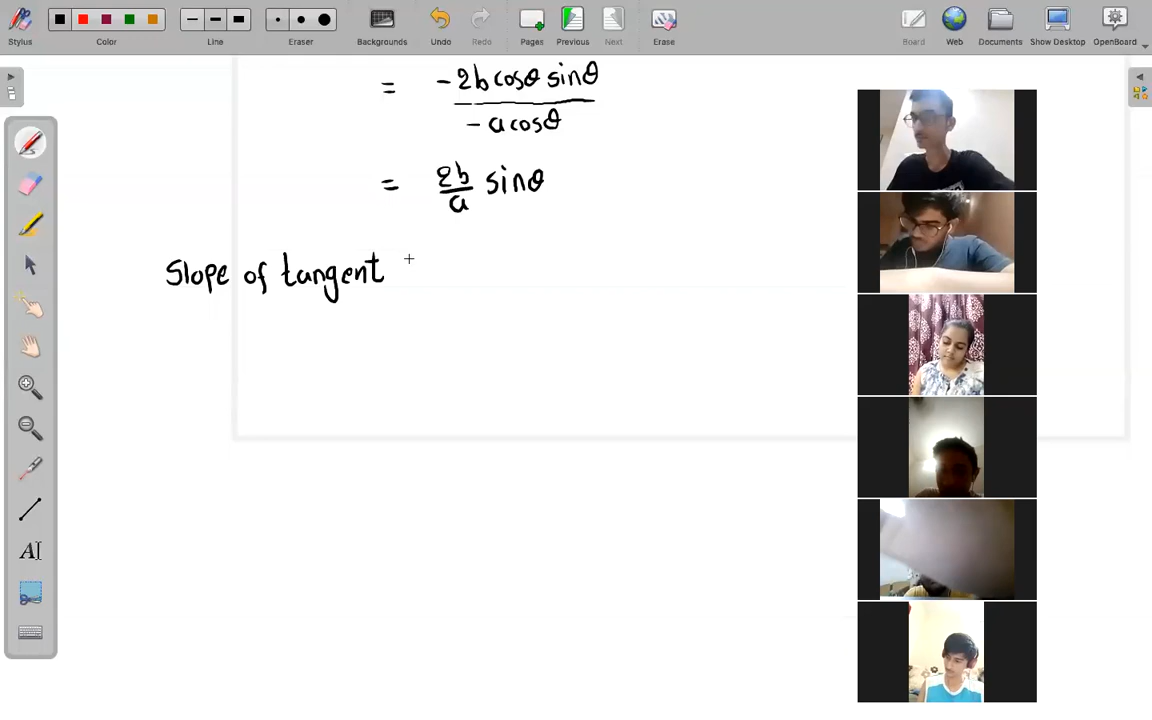 Stylus
Color
Line
Eraser
Backgrounds
Undo
Redo
Pages
Previous
Next
Erase
Board
Web
Documents
Show Desktop
OpenBoard
= -2b cosθ sinθ
- a cosθ
= 2b/a sinθ
Slope of tangent
A